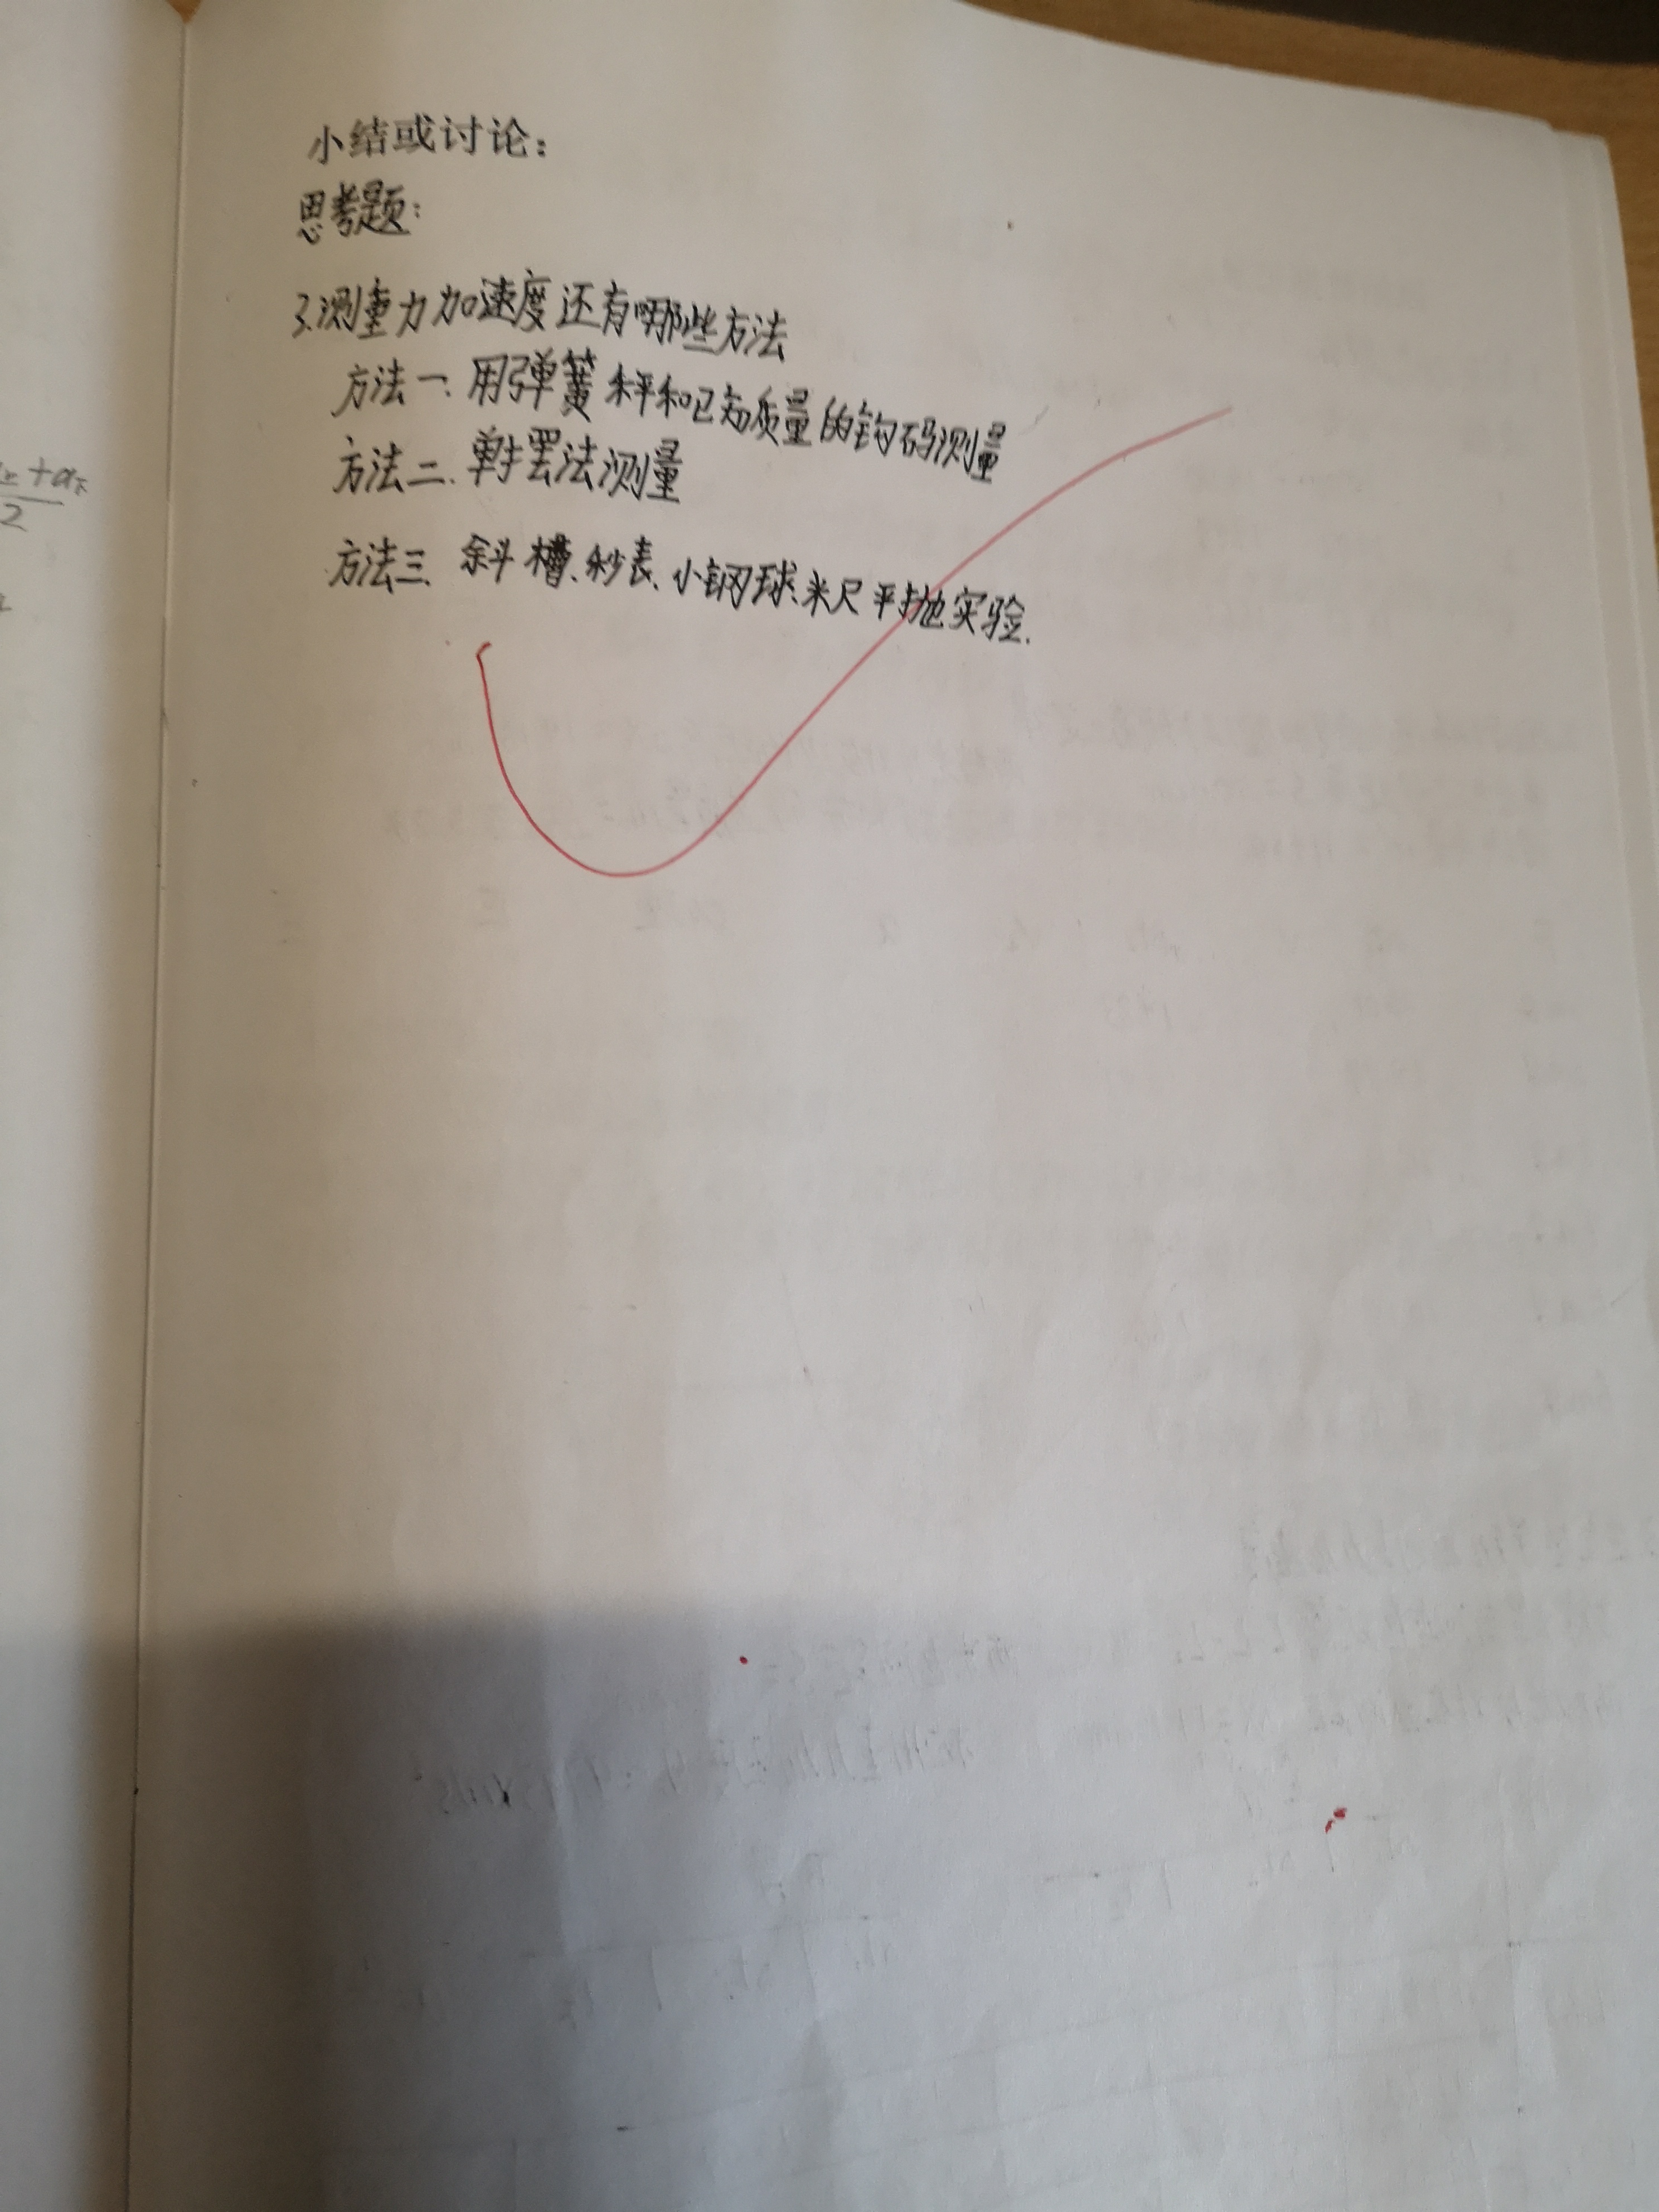 小结或讨论：
思考题：
3.测重力加速度还有哪些方法
方法一.用弹簧秤和已知质量的钩码测量
方法二.单摆法测量
方法三.斜槽、秒表、小钢球、米尺平抛实验.
+a下
2